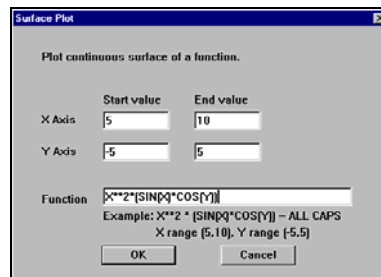 Surface Plot
Plot continuous surface of a function.
Start value End value
X Axis 5 10
Y Axis -5 5
Function X**2*(SIN(X)*COS(Y))
Example: X**2 * (SIN(X)*COS(Y)) – ALL CAPS
X range (5,10), Y range (-5,5)
OK Cancel